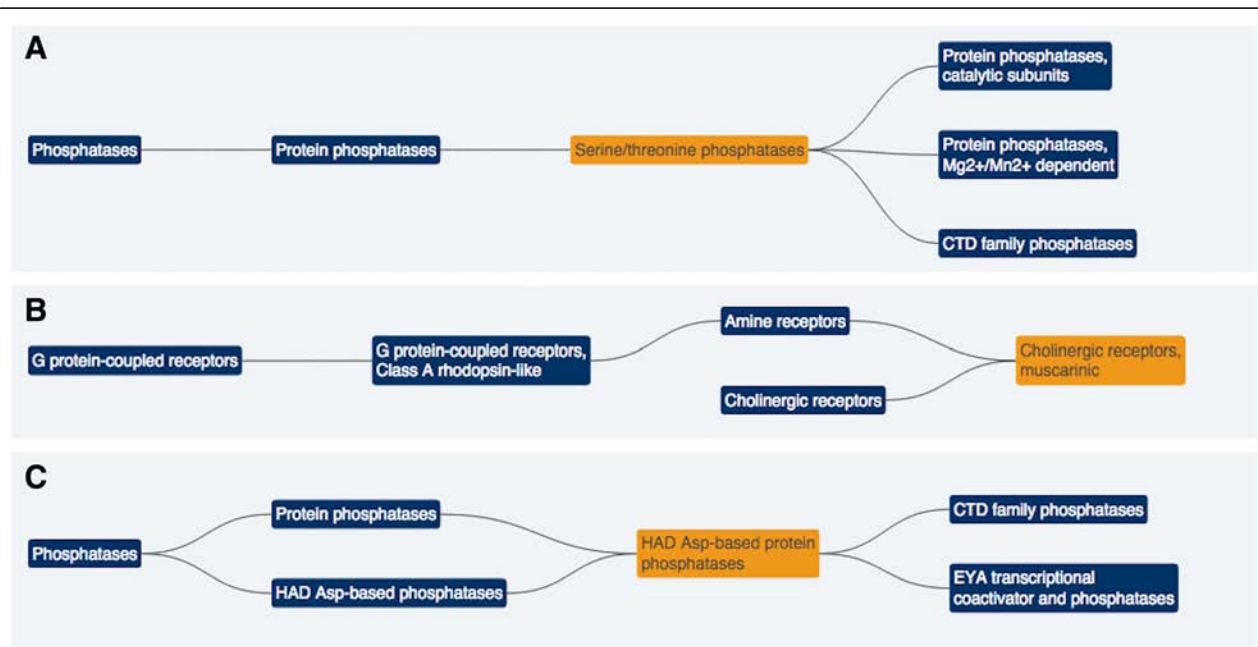 A
Phosphatases
Protein phosphatases
Serine/threonine phosphatases
Protein phosphatases,
catalytic subunits
Protein phosphatases,
Mg2+/Mn2+ dependent
CTD family phosphatases
B
G protein-coupled receptors
G protein-coupled receptors,
Class A rhodopsin-like
Amine receptors
Cholinergic receptors
Cholinergic receptors,
muscarinic
C
Phosphatases
Protein phosphatases
HAD Asp-based phosphatases
HAD Asp-based protein
phosphatases
CTD family phosphatases
EYA transcriptional
coactivator and phosphatases